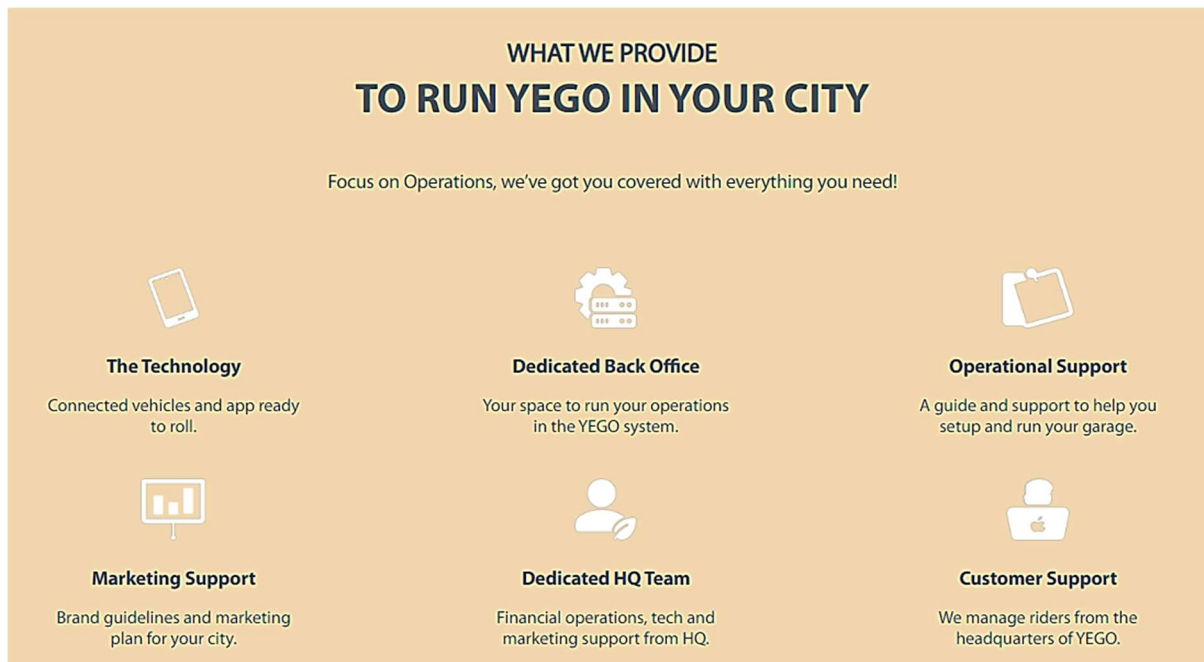 WHAT WE PROVIDE
TO RUN YEGO IN YOUR CITY
Focus on Operations, we've got you covered with everything you need!
The Technology
Connected vehicles and app ready
to roll.
Dedicated Back Office
Your space to run your operations
in the YEGO system.
Operational Support
A guide and support to help you
setup and run your garage.
Marketing Support
Brand guidelines and marketing
plan for your city.
Dedicated HQ Team
Financial operations, tech and
marketing support from HQ.
Customer Support
We manage riders from the
headquarters of YEGO.